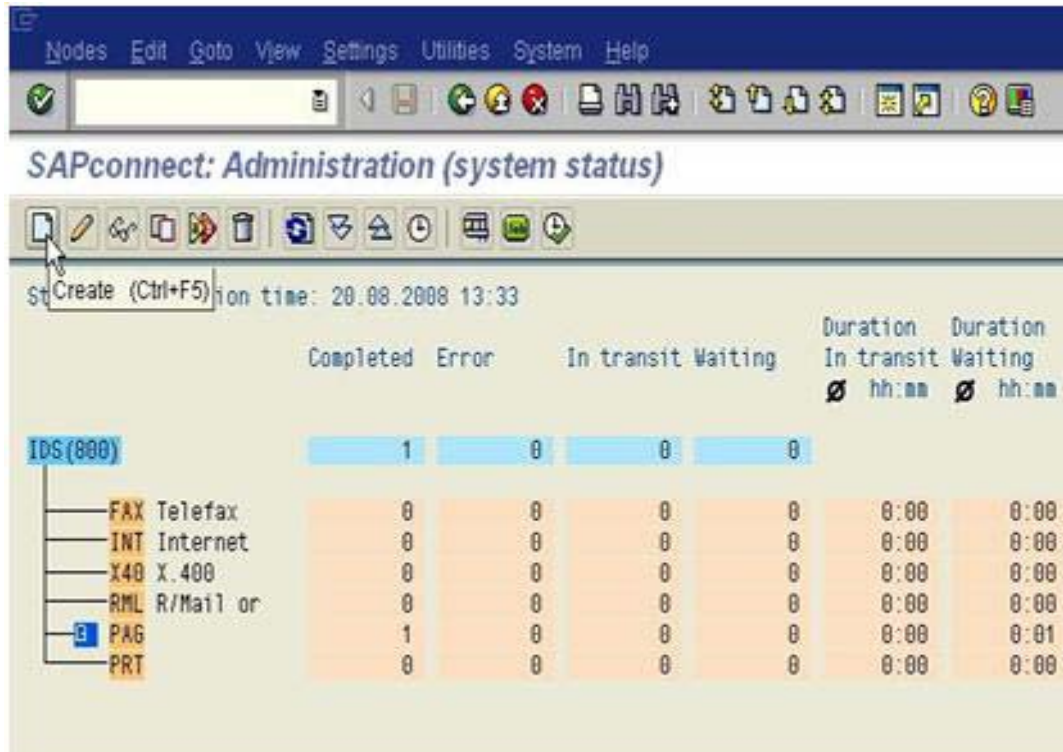 Nodes Edit Goto View Settings Utilities System Help
SAPconnect: Administration (system status)
Create (Ctrl+F5)
St ion time: 20.08.2008 13:33
Duration Duration
Completed Error In transit Waiting In transit Waiting
Ø hh:mm Ø hh:mm
IDS(800) 1 0 0 0
FAX Telefax 0 0 0 0 0:00 0:00
INT Internet 0 0 0 0 0:00 0:00
X40 X.400 0 0 0 0 0:00 0:00
RML R/Mail or 0 0 0 0 0:00 0:00
PAG 1 0 0 0 0:00 0:01
PRT 0 0 0 0 0:00 0:00